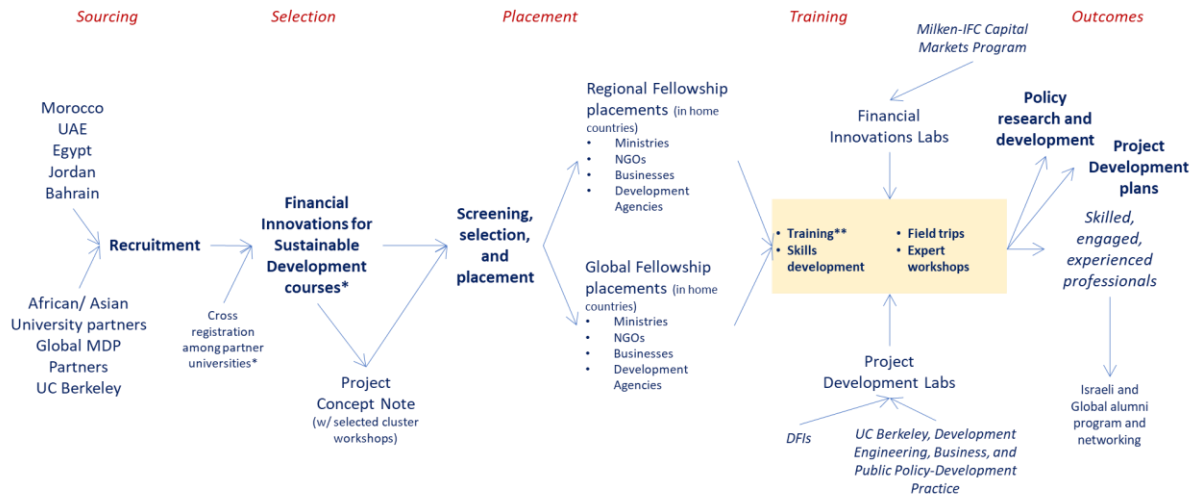 Sourcing
Selection
Placement
Training
Outcomes
Morocco
UAE
Egypt
Jordan
Bahrain
Recruitment
African/ Asian
University partners
Global MDP
Partners
UC Berkeley
Cross
registration
among partner
universities*
Financial
Innovations for
Sustainable
Development
courses*
Project
Concept Note
(w/ selected cluster
workshops)
Screening,
selection,
and
placement
Regional Fellowship
placements (in home
countries)
• Ministries
• NGOs
• Businesses
• Development
Agencies
Global Fellowship
placements (in home
countries)
• Ministries
• NGOs
• Businesses
• Development
Agencies
Milken-IFC Capital
Markets Program
Financial
Innovations Labs
• Training**
• Skills
development
• Field trips
• Expert
workshops
Project
Development Labs
DFIs
UC Berkeley, Development
Engineering, Business, and
Public Policy-Development
Practice
Policy
research and
development
Project
Development
plans
Skilled,
engaged,
experienced
professionals
Israeli and
Global alumni
program and
networking